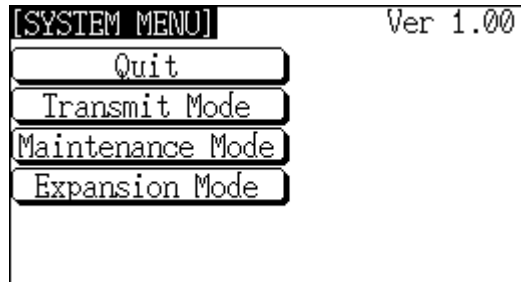 [SYSTEM MENU] Ver 1.00
Quit
Transmit Mode
Maintenance Mode
Expansion Mode